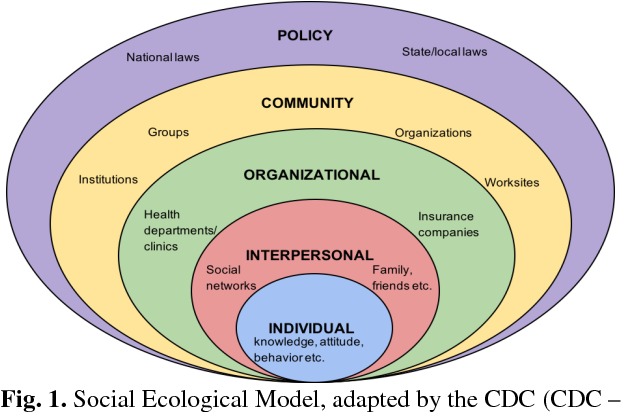 POLICY
National laws
State/local laws
COMMUNITY
Groups
Organizations
Institutions
ORGANIZATIONAL
Worksites
Health
departments/
clinics
Insurance
companies
INTERPERSONAL
Social
networks
Family,
friends etc.
INDIVIDUAL
knowledge, attitude,
behavior etc.
Fig. 1. Social Ecological Model, adapted by the CDC (CDC –